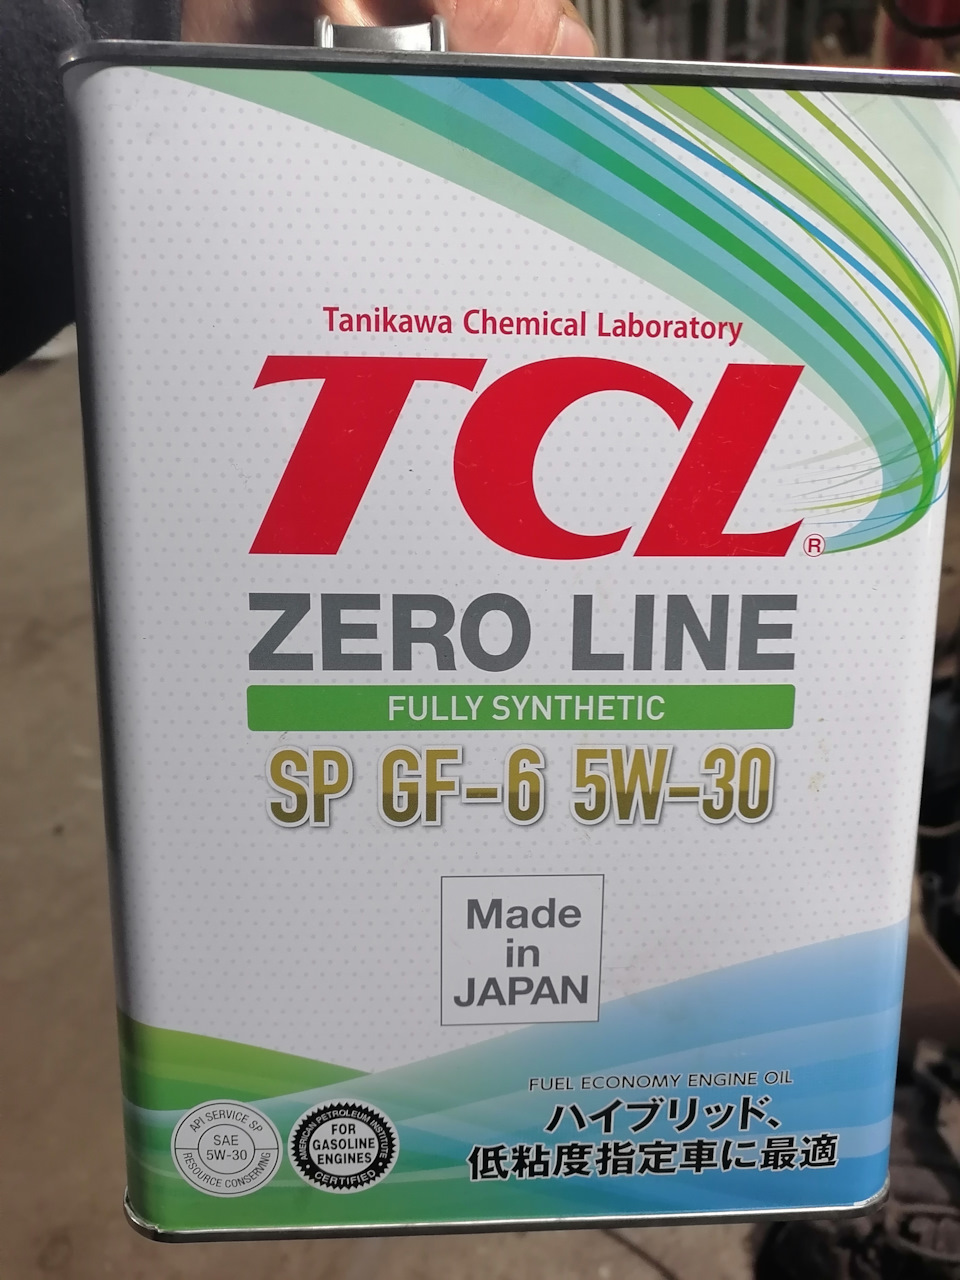 Tanikawa Chemical Laboratory
TCL®
ZERO LINE
FULLY SYNTHETIC
SP GF-6 5W-30
Made
in
JAPAN
FUEL ECONOMY ENGINE OIL
ハイブリッド、
低粘度指定車に最適
API SERVICE SP
SAE
5W-30
RESOURCE CONSERVING
AMERICAN PETROLEUM INSTITUTE
FOR
GASOLINE
ENGINES
CERTIFIED